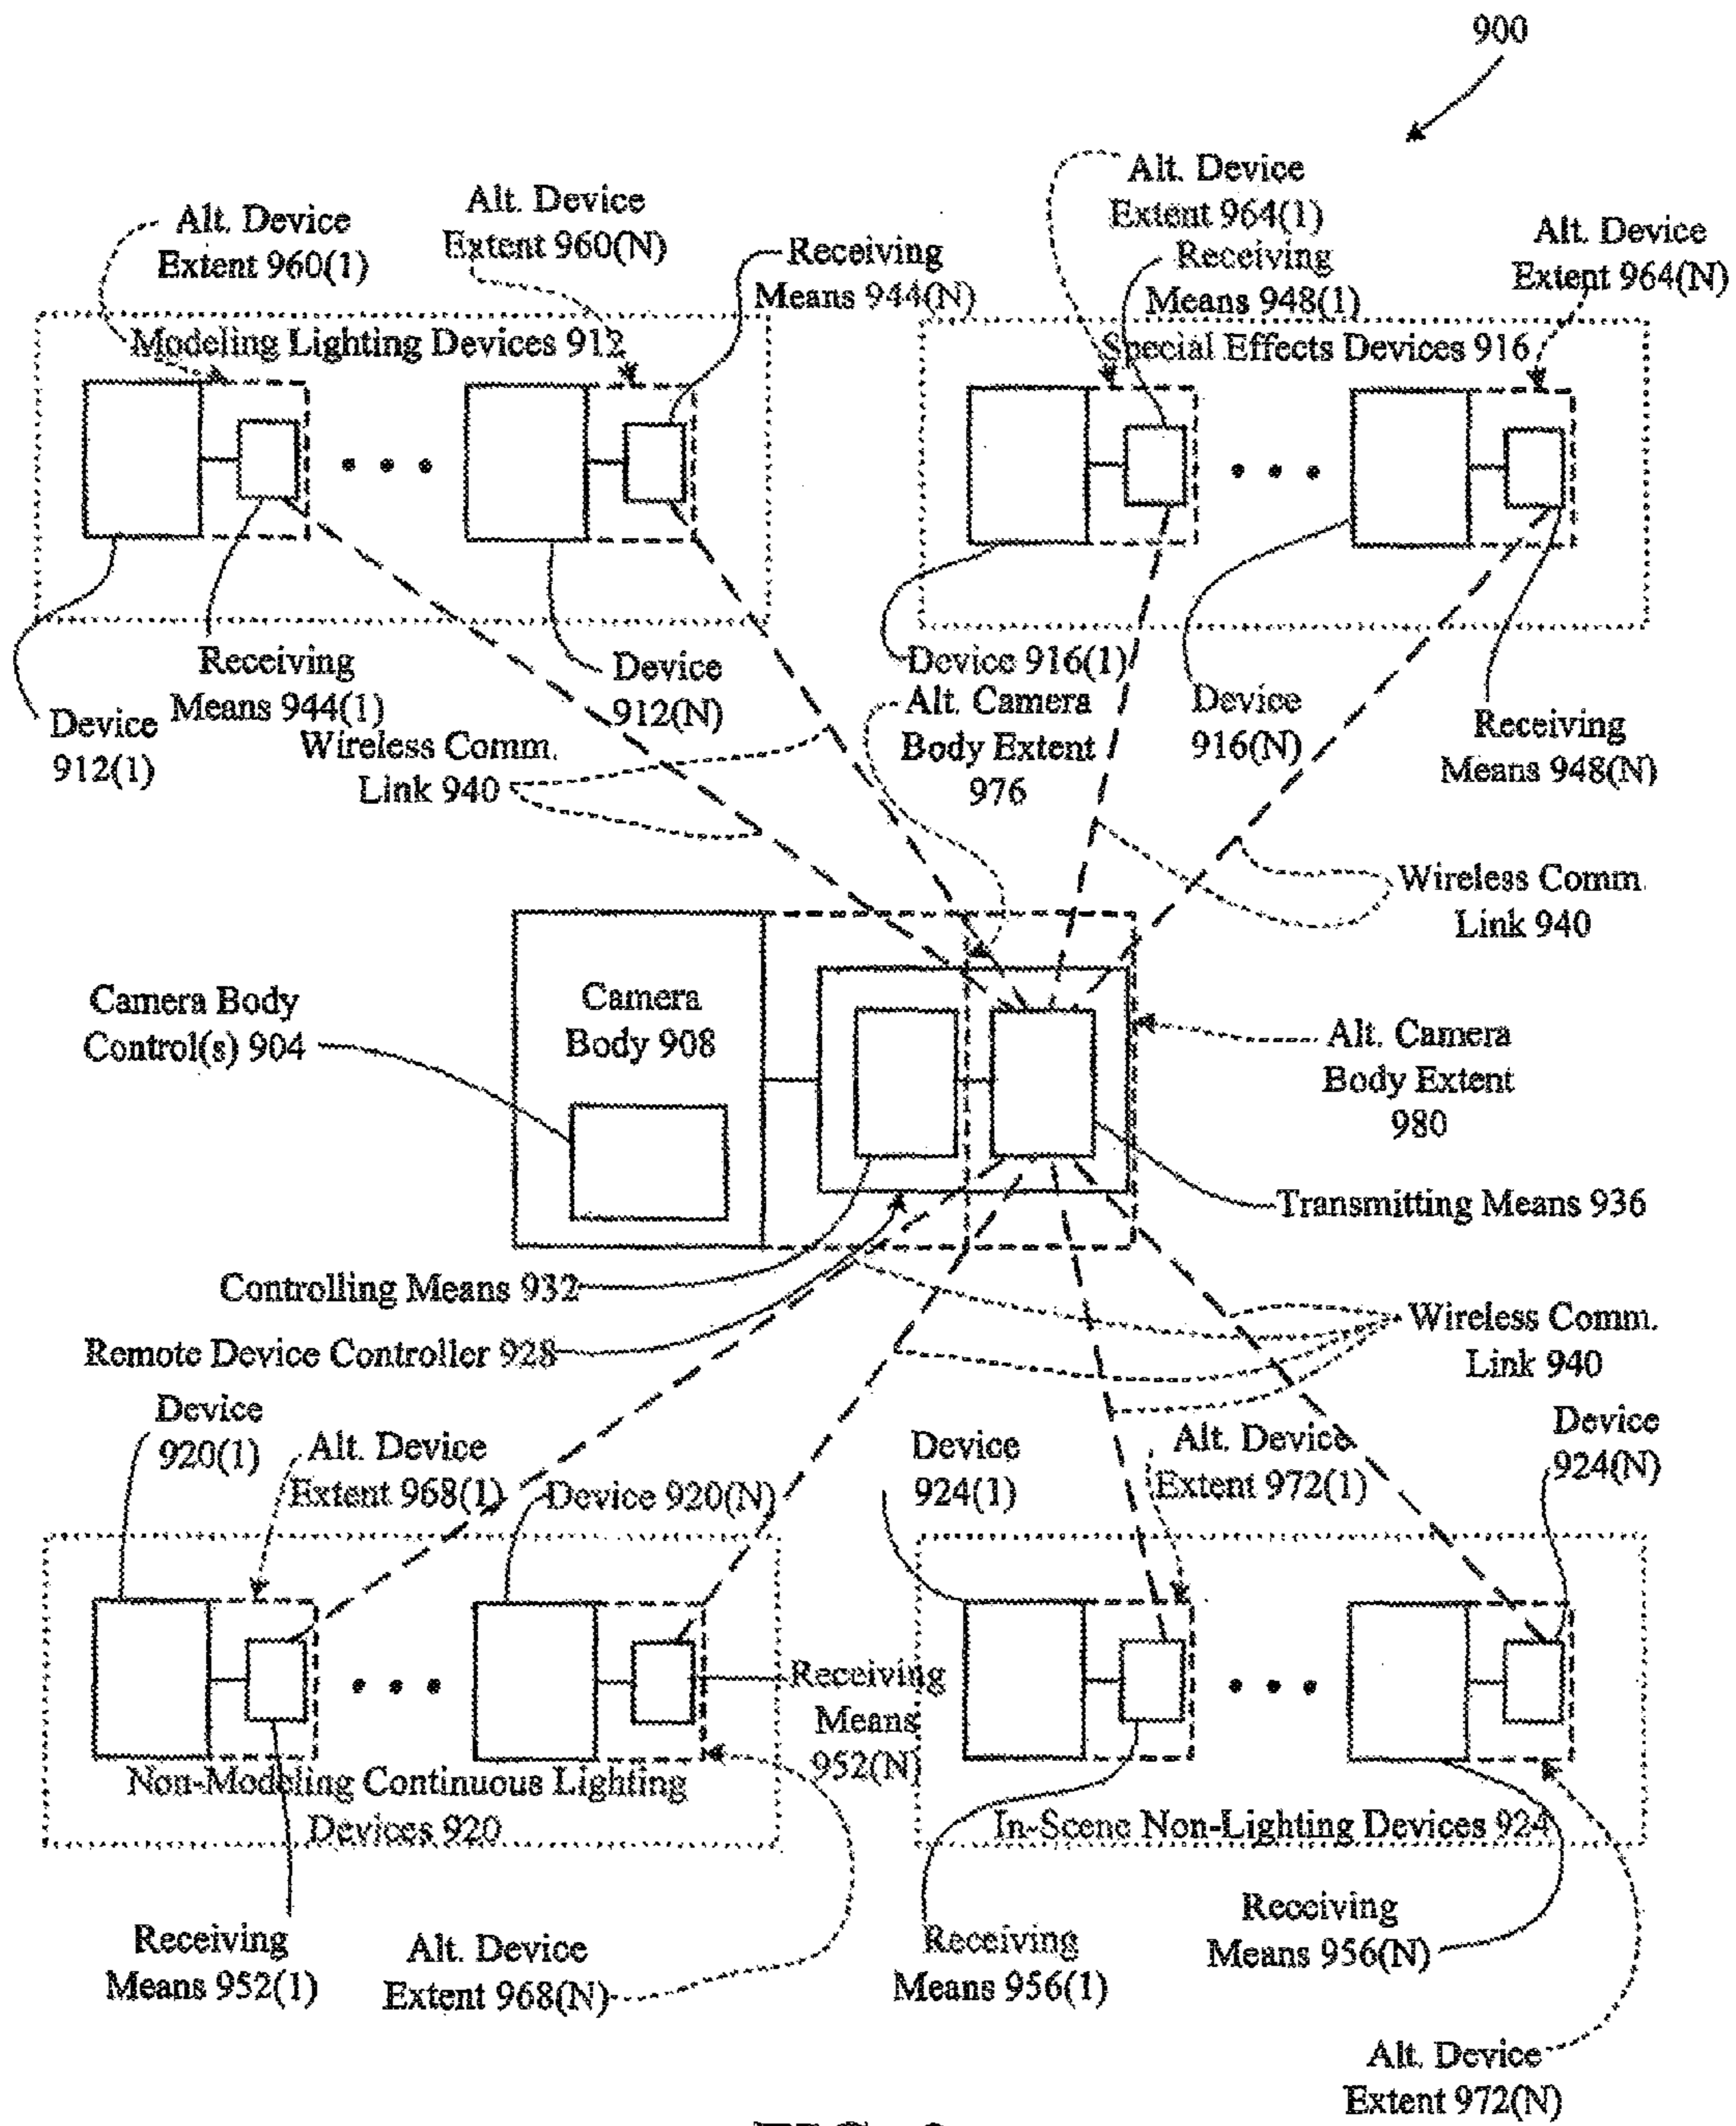 900
Alt. Device
Extent 960(1)
Alt. Device
Extent 960(N)
Receiving
Means 944(N)
Alt. Device
Extent 964(1)
Receiving
Means 948(1)
Alt. Device
Extent 964(N)
Modeling Lighting Devices 912
Special Effects Devices 916
Device
912(1)
Receiving
Means 944(1)
Device
912(N)
Wireless Comm.
Link 940
Device 916(1)
Alt. Camera
Body Extent
976
Device
916(N)
Receiving
Means 948(N)
Wireless Comm.
Link 940
Camera Body
Control(s) 904
Camera
Body 908
Alt. Camera
Body Extent
980
Transmitting Means 936
Controlling Means 932
Remote Device Controller 928
Wireless Comm.
Link 940
Device
920(1)
Alt. Device
Extent 968(1)
Device 920(N)
Device
924(1)
Alt. Device
Extent 972(1)
Device
924(N)
Receiving
Means
952(N)
Non-Modeling Continuous Lighting
Devices 920
In-Scene Non-Lighting Devices 924
Receiving
Means 952(1)
Alt. Device
Extent 968(N)
Receiving
Means 956(1)
Receiving
Means 956(N)
Alt. Device
Extent 972(N)